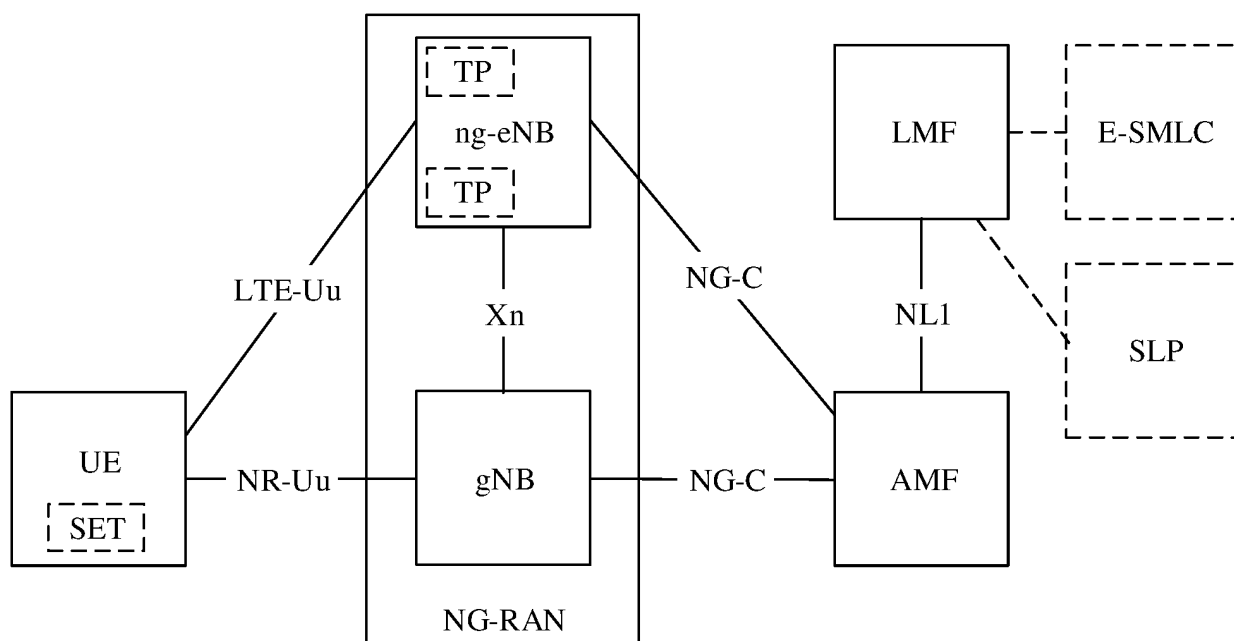 TP
ng-eNB
TP
LMF
E-SMLC
LTE-Uu
NG-C
Xn
NL1
SLP
UE
SET
NR-Uu
gNB
NG-C
AMF
NG-RAN